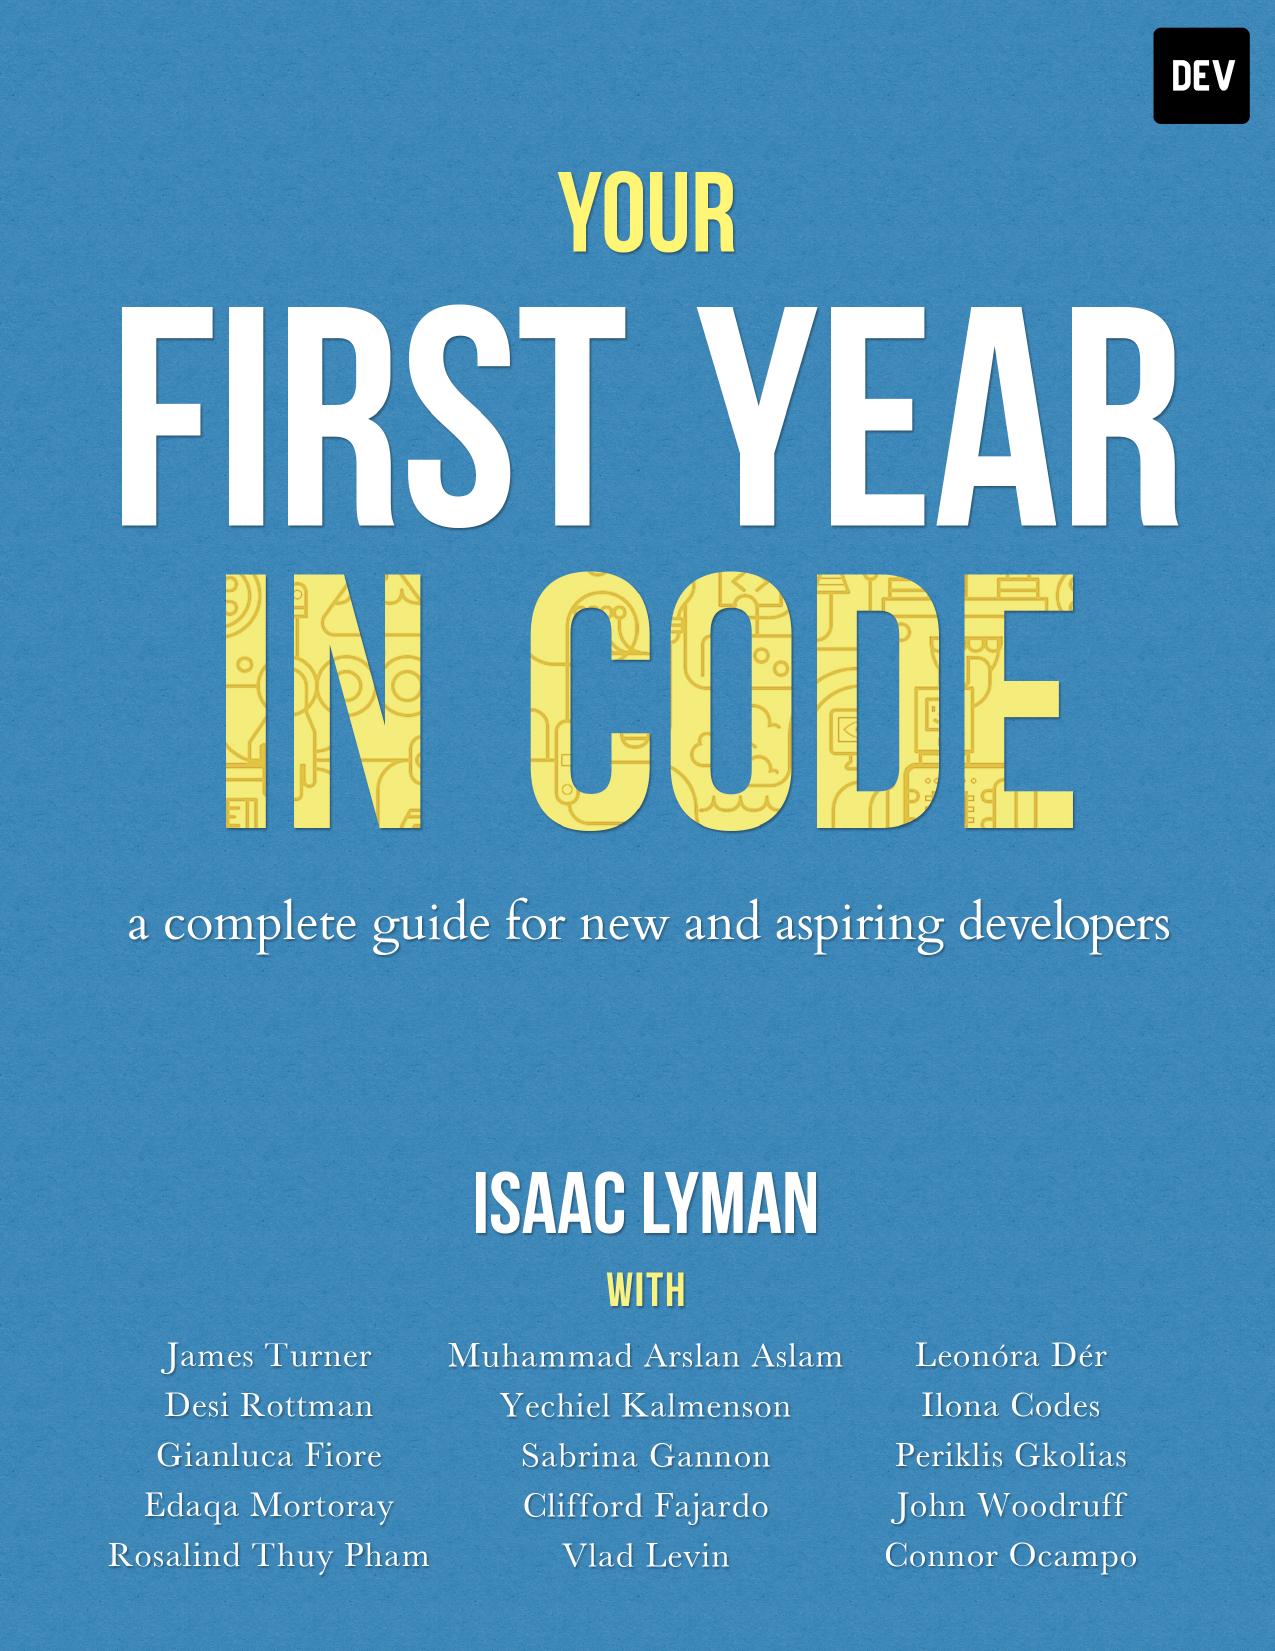 DEV
YOUR
FIRST YEAR
IN CODE
a complete guide for new and aspiring developers
ISAAC LYMAN
WITH
James Turner
Desi Rottman
Gianluca Fiore
Edaqa Mortoray
Rosalind Thuy Pham
Muhammad Arslan Aslam
Yechiel Kalmenson
Sabrina Gannon
Clifford Fajardo
Vlad Levin
Leonóra Dér
Ilona Codes
Periklis Gkolias
John Woodruff
Connor Ocampo